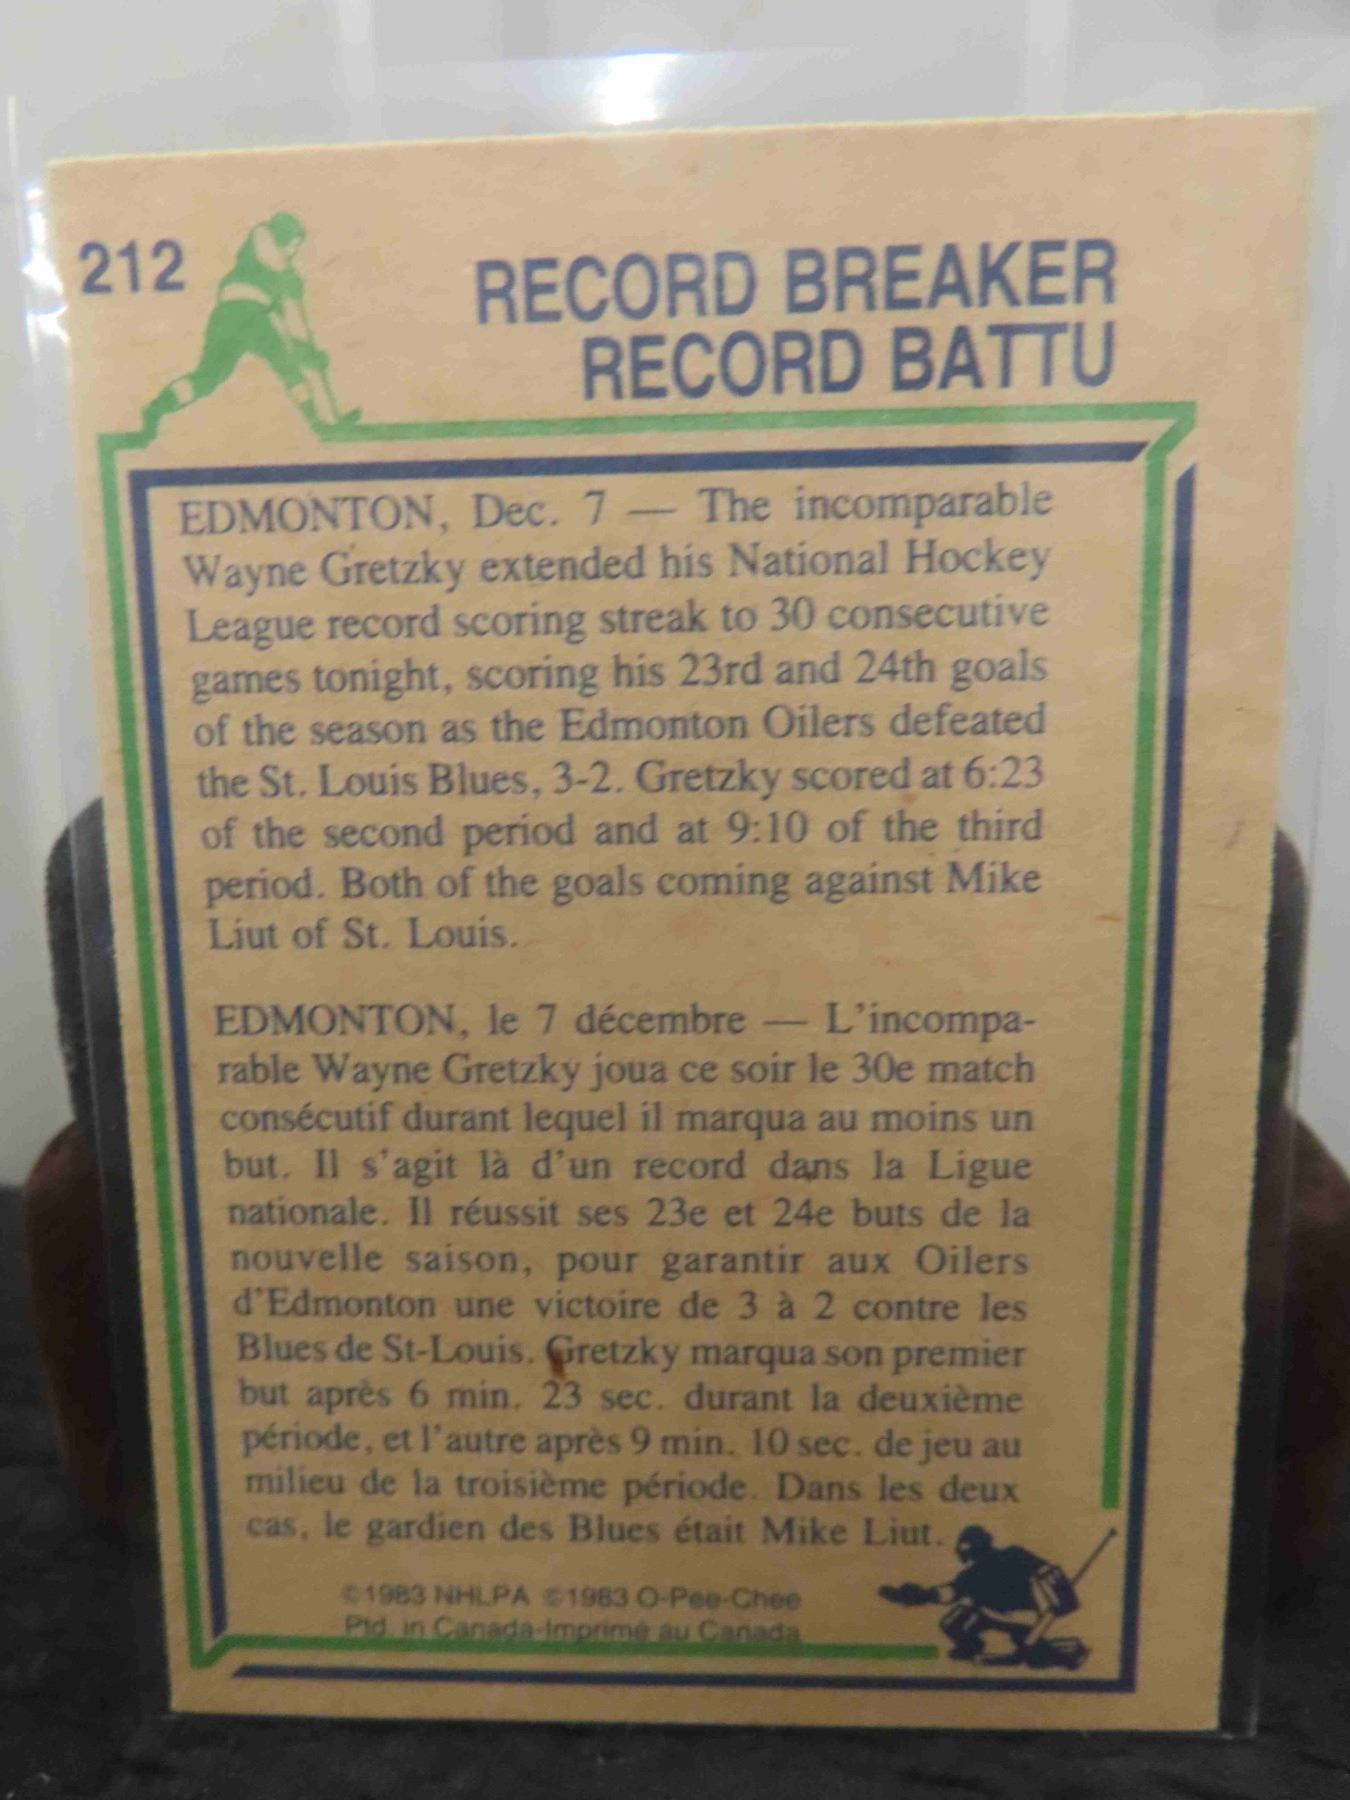 212
RECORD BREAKER
RECORD BATTU
EDMONTON, Dec. 7 — The incomparable
Wayne Gretzky extended his National Hockey
League record scoring streak to 30 consecutive
games tonight, scoring his 23rd and 24th goals
of the season as the Edmonton Oilers defeated
the St. Louis Blues, 3-2. Gretzky scored at 6:23
of the second period and at 9:10 of the third
period. Both of the goals coming against Mike
Liut of St. Louis.
EDMONTON, le 7 décembre — L'incompa-
rable Wayne Gretzky joua ce soir le 30e match
consécutif durant lequel il marqua au moins un
but. Il s'agit là d'un record dans la Ligue
nationale. Il réussit ses 23e et 24e buts de la
nouvelle saison, pour garantir aux Oilers
d'Edmonton une victoire de 3 à 2 contre les
Blues de St-Louis. Gretzky marqua son premier
but après 6 min. 23 sec. durant la deuxième
période, et l'autre après 9 min. 10 sec. de jeu au
milieu de la troisième période. Dans les deux
cas, le gardien des Blues était Mike Liut.
©1983 NHLPA ©1983 O-Pee-Chee
Ptd. in Canada-Imprimé au Canada